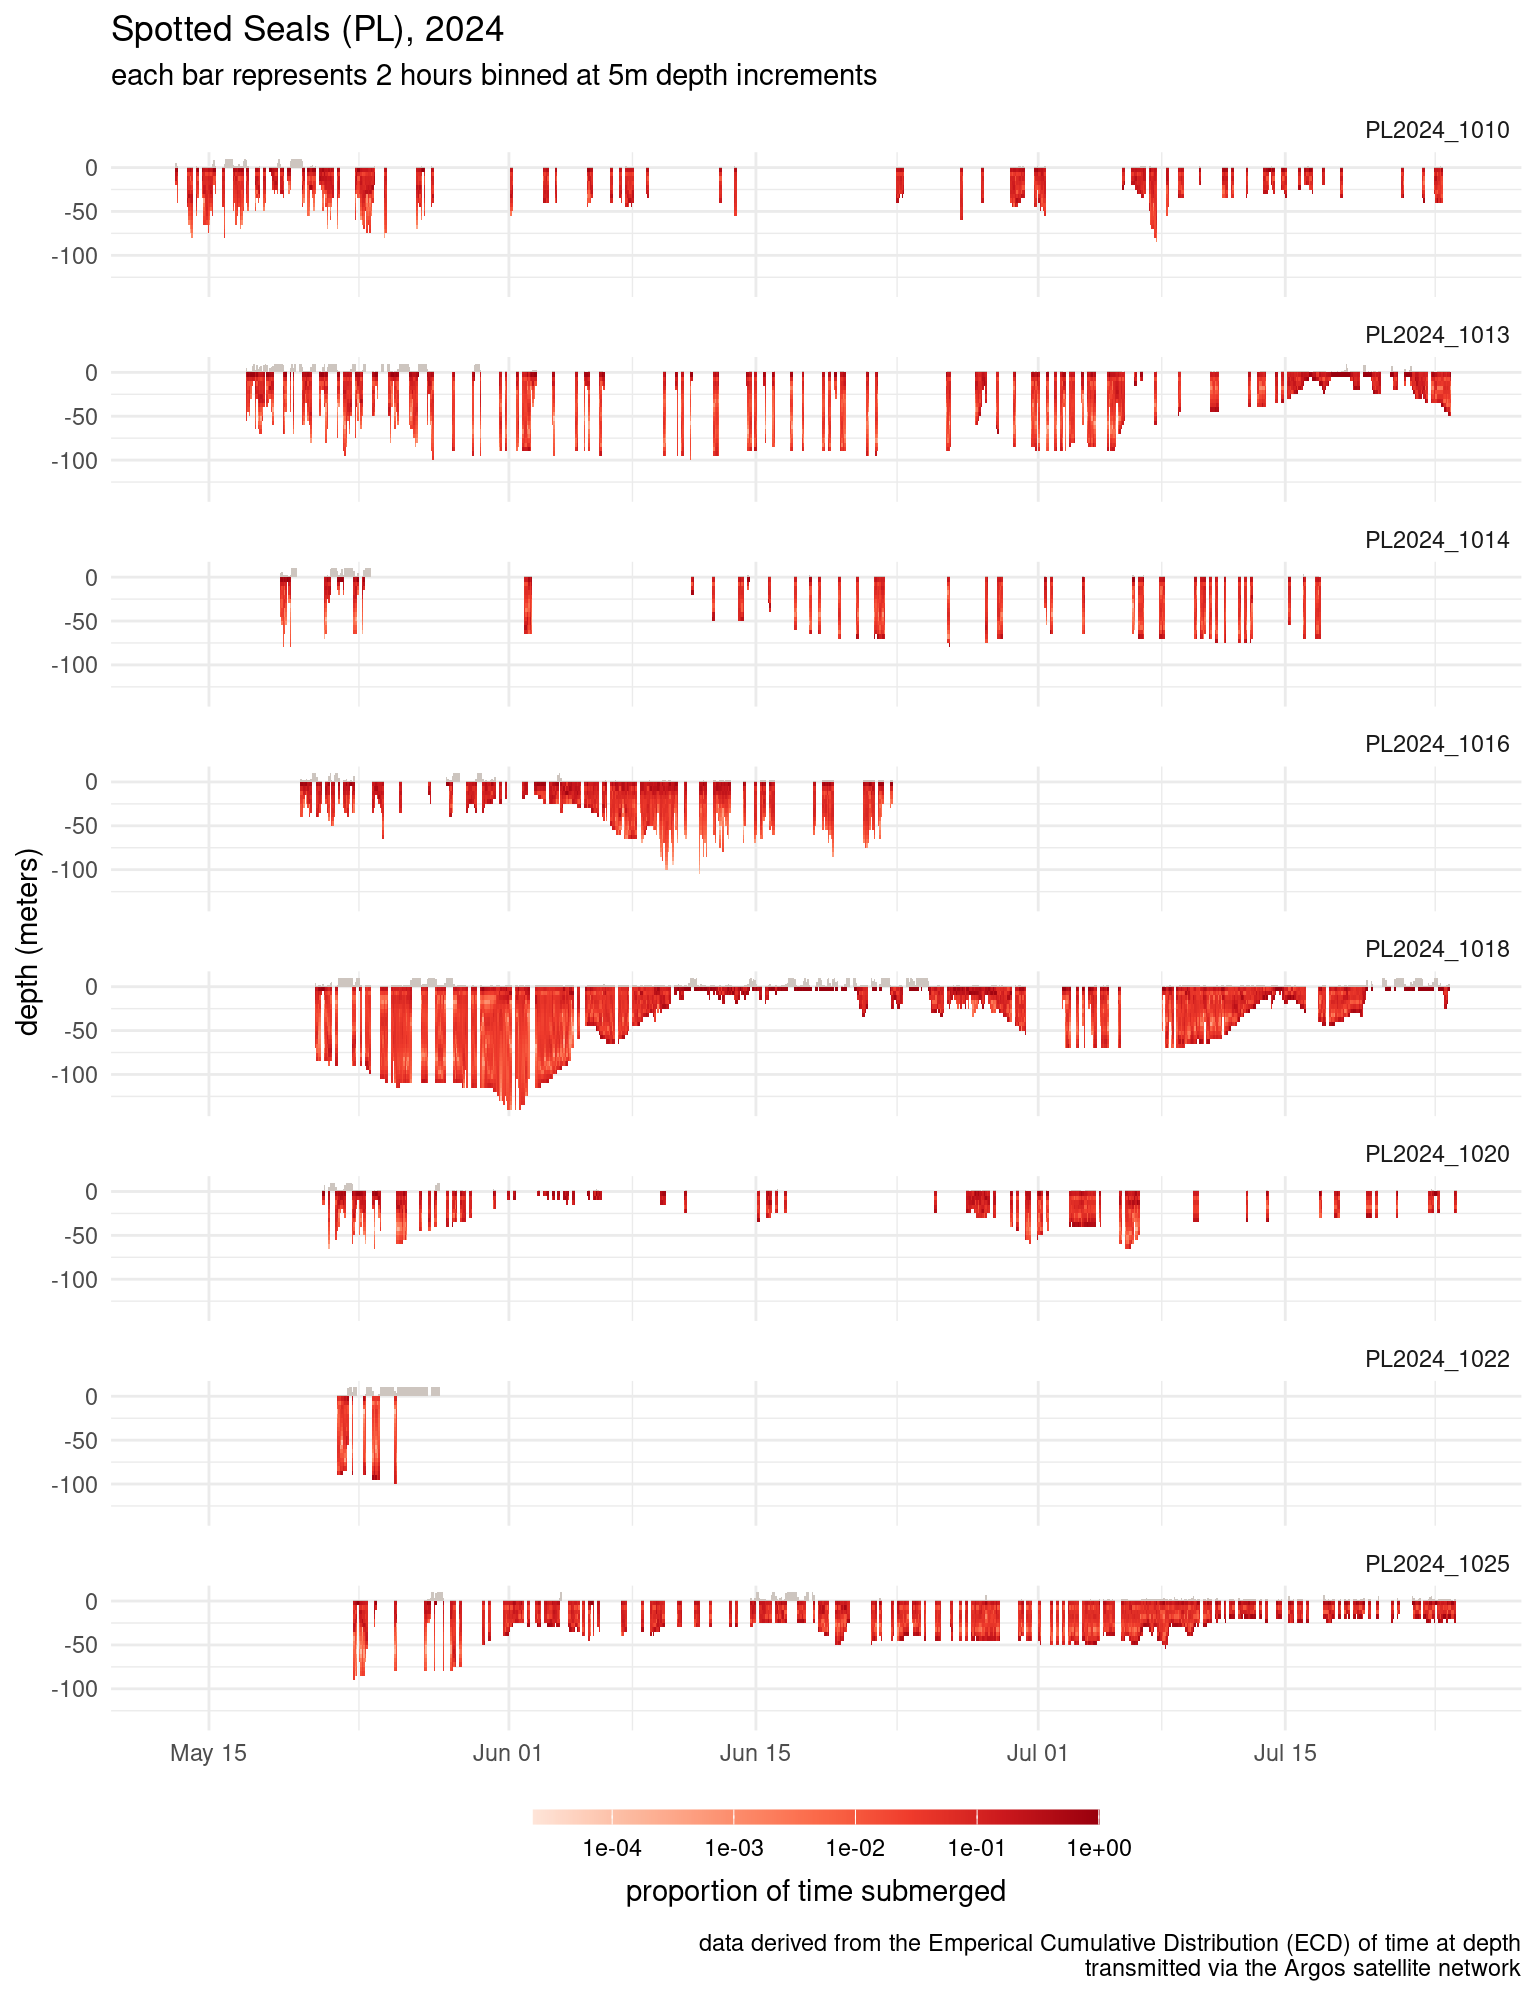 Spotted Seals (PL), 2024
each bar represents 2 hours binned at 5m depth increments
PL2024_1010
0
-50
-100
PL2024_1013
0
-50
-100
PL2024_1014
0
-50
-100
PL2024_1016
0
-50
-100
depth (meters)
PL2024_1018
0
-50
-100
PL2024_1020
0
-50
-100
PL2024_1022
0
-50
-100
PL2024_1025
0
-50
-100
May 15 Jun 01 Jun 15 Jul 01 Jul 15
1e-04 1e-03 1e-02 1e-01 1e+00
proportion of time submerged
data derived from the Emperical Cumulative Distribution (ECD) of time at depth
transmitted via the Argos satellite network